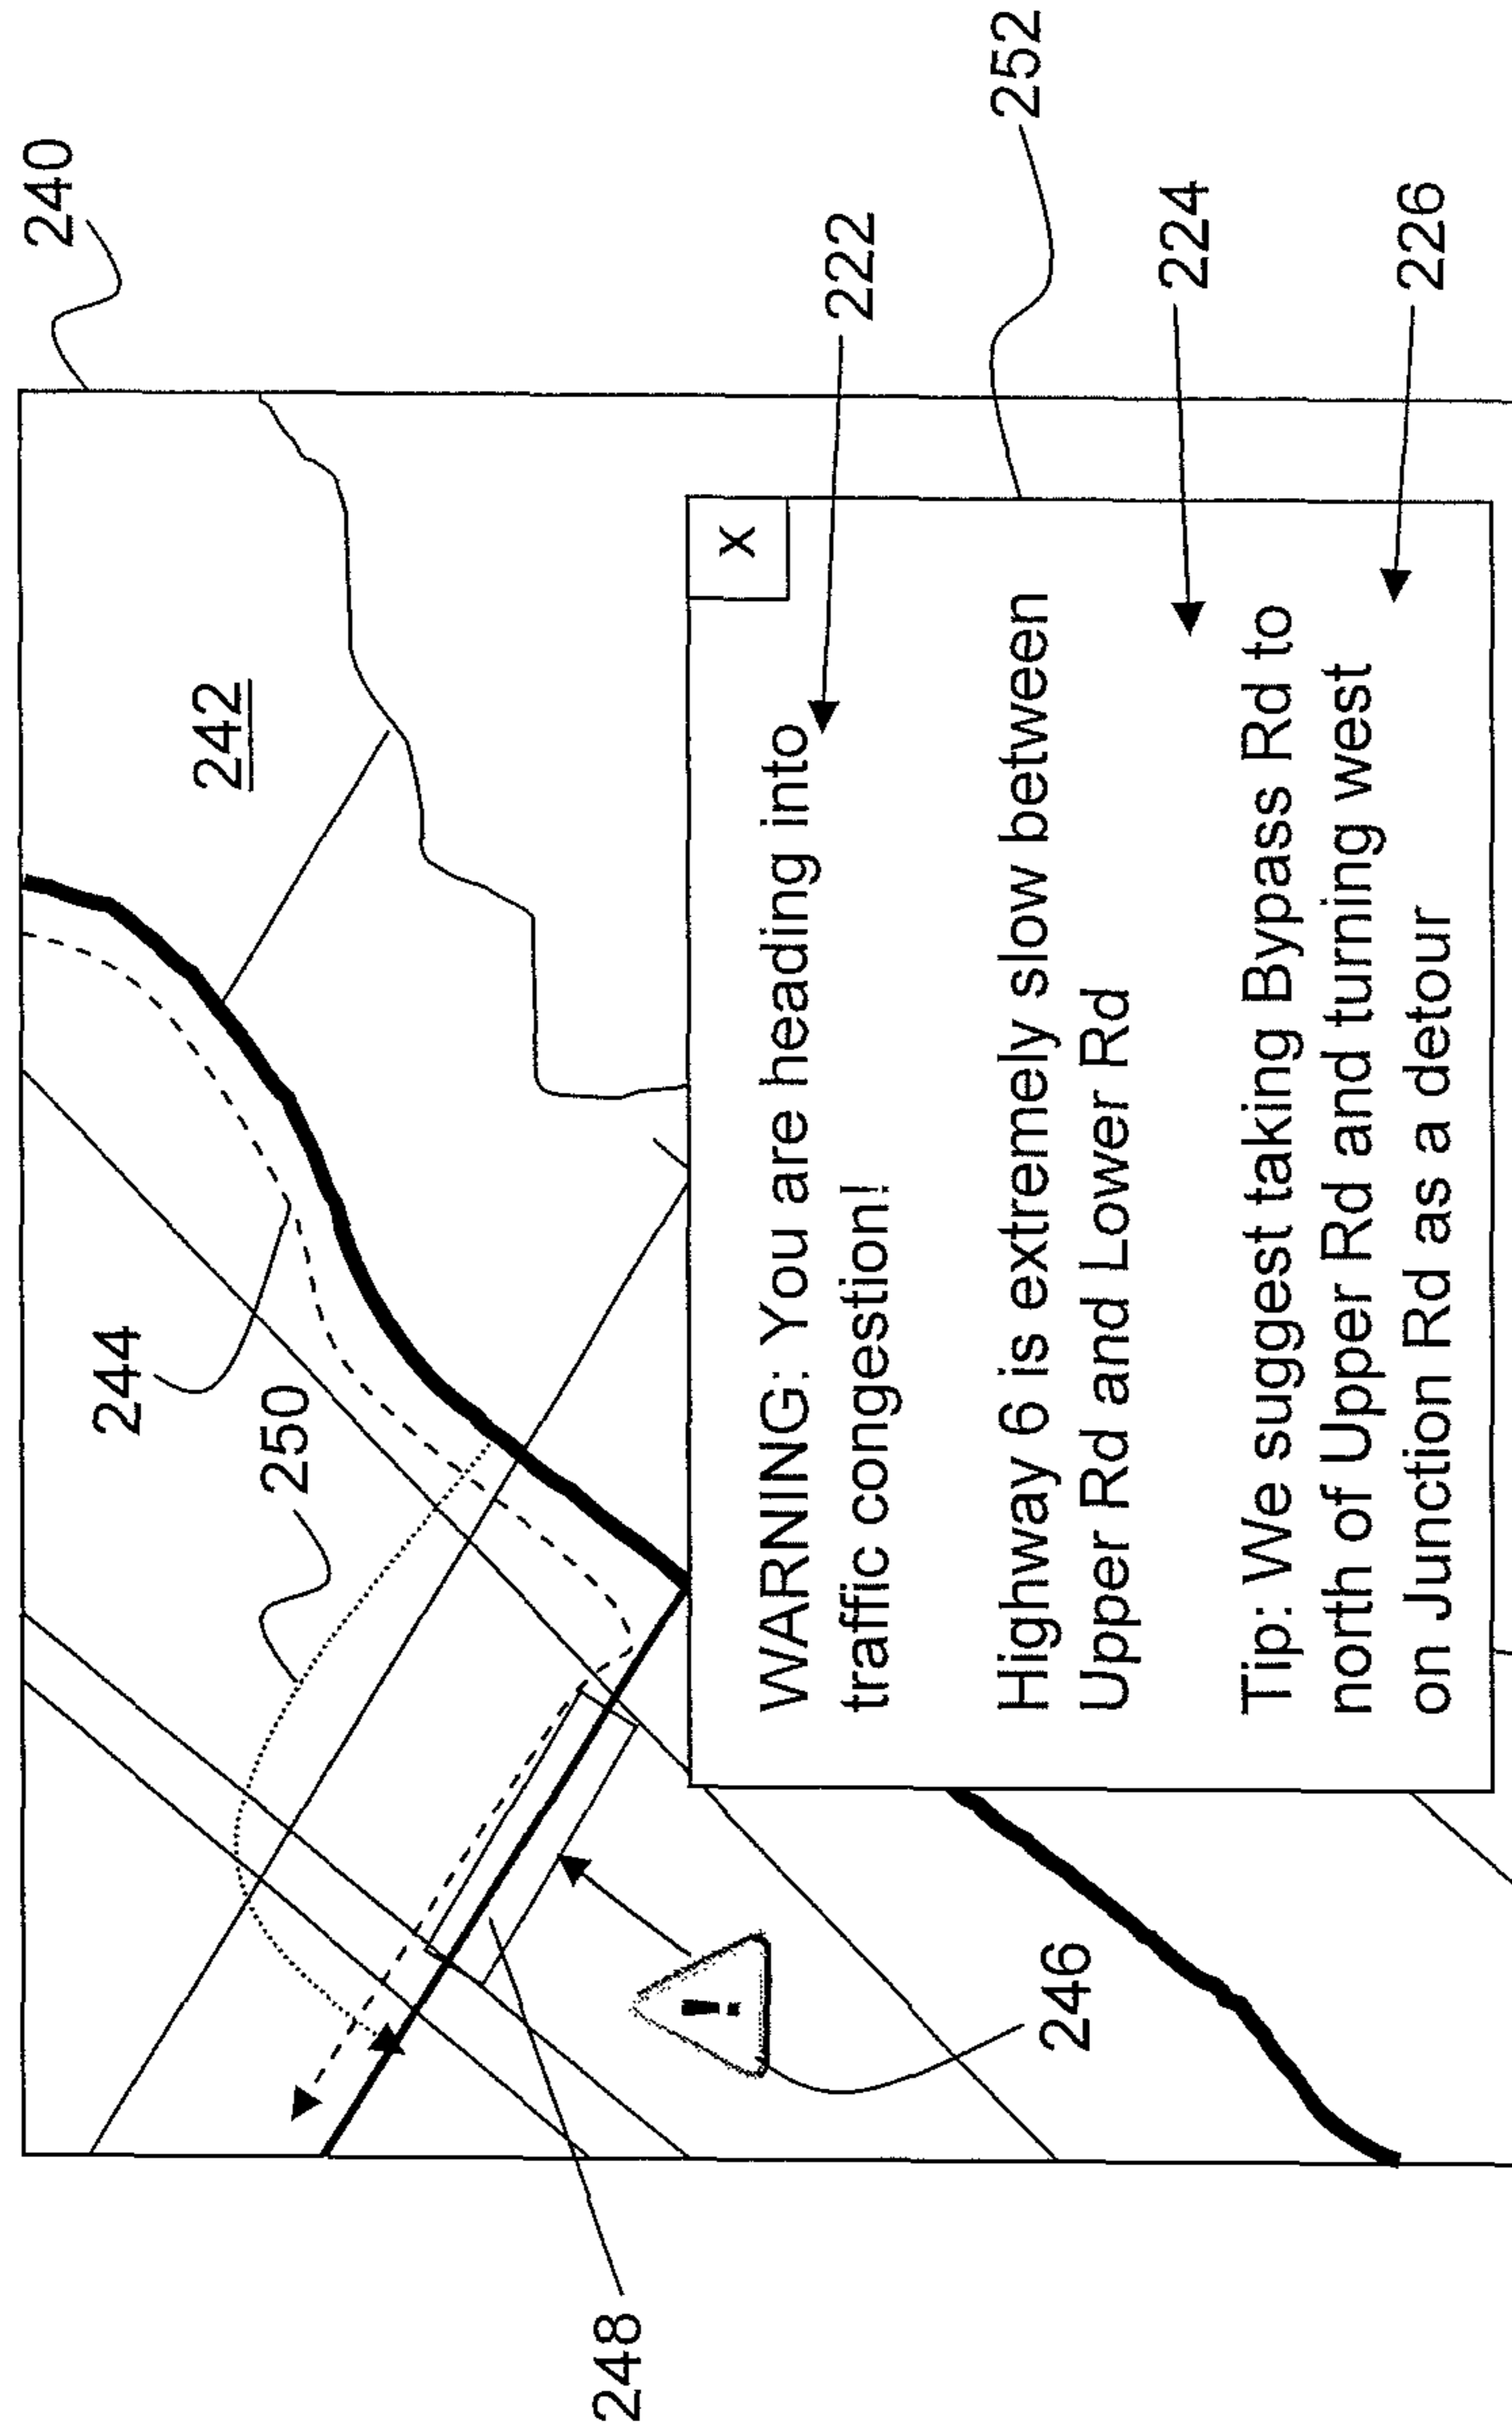 240
242
244
250
x
222
WARNING: You are heading into
traffic congestion!
252
Highway 6 is extremely slow between
Upper Rd and Lower Rd
224
Tip: We suggest taking Bypass Rd to
north of Upper Rd and turning west
on Junction Rd as a detour
226
248
!
246